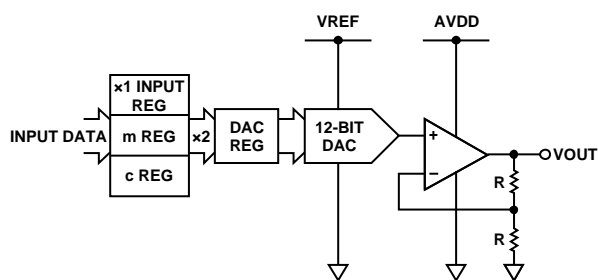 VREF
AVDD
×1 INPUT
REG
INPUT DATA
m REG
×2
DAC
REG
12-BIT
DAC
+
–
VOUT
R
c REG
R